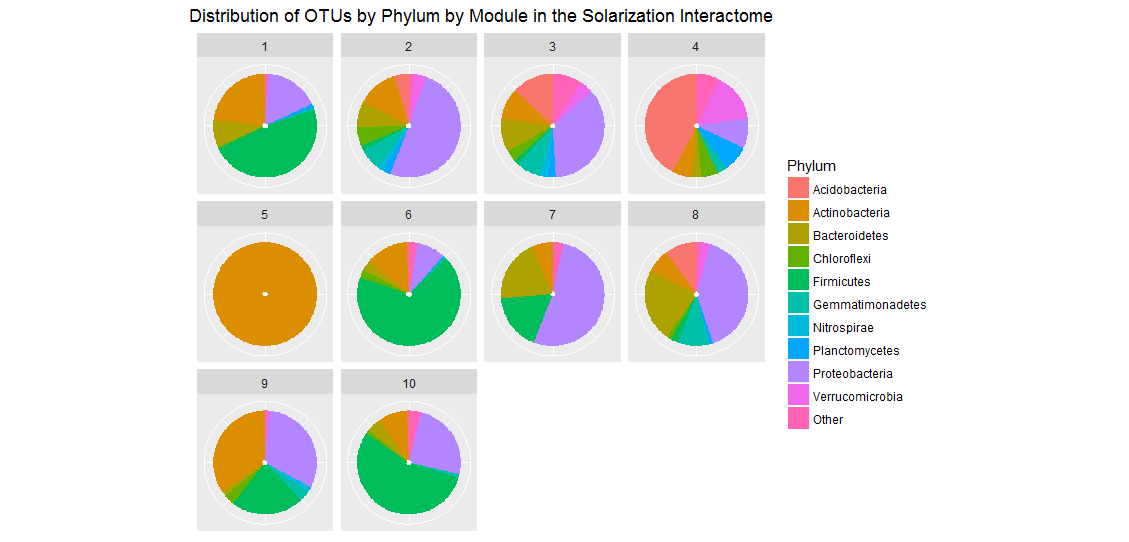 Distribution of OTUs by Phylum by Module in the Solarization Interactome
1
2
3
4
5
6
7
8
9
10
Phylum
Acidobacteria
Actinobacteria
Bacteroidetes
Chloroflexi
Firmicutes
Gemmatimonadetes
Nitrospirae
Planctomycetes
Proteobacteria
Verrucomicrobia
Other